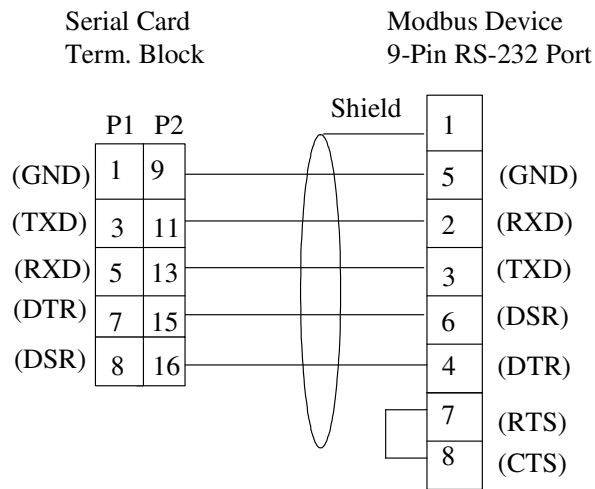 Serial Card
Term. Block
Modbus Device
9-Pin RS-232 Port
Shield
1
P1 P2
(GND) 1 9 5 (GND)
(TXD) 3 11 2 (RXD)
(RXD) 5 13 3 (TXD)
(DTR) 7 15 6 (DSR)
(DSR) 8 16 4 (DTR)
7 (RTS)
8 (CTS)